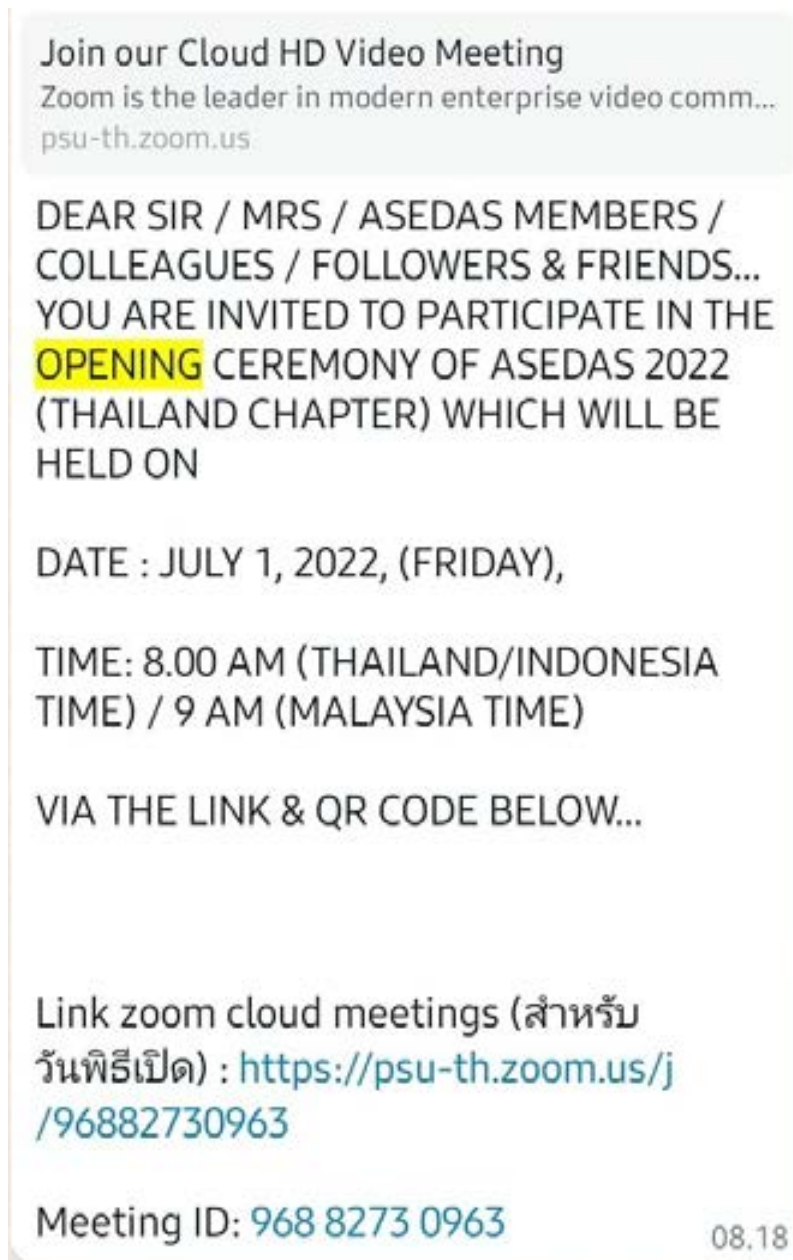 Join our Cloud HD Video Meeting
Zoom is the leader in modern enterprise video comm...
psu-th.zoom.us
DEAR SIR / MRS / ASEDAS MEMBERS /
COLLEAGUES / FOLLOWERS & FRIENDS...
YOU ARE INVITED TO PARTICIPATE IN THE
OPENING CEREMONY OF ASEDAS 2022
(THAILAND CHAPTER) WHICH WILL BE
HELD ON
DATE : JULY 1, 2022, (FRIDAY),
TIME: 8.00 AM (THAILAND/INDONESIA
TIME) / 9 AM (MALAYSIA TIME)
VIA THE LINK & QR CODE BELOW...
Link zoom cloud meetings (สำหรับ
วันพิธีเปิด) : https://psu-th.zoom.us/j
/96882730963
Meeting ID: 968 8273 0963
08.18